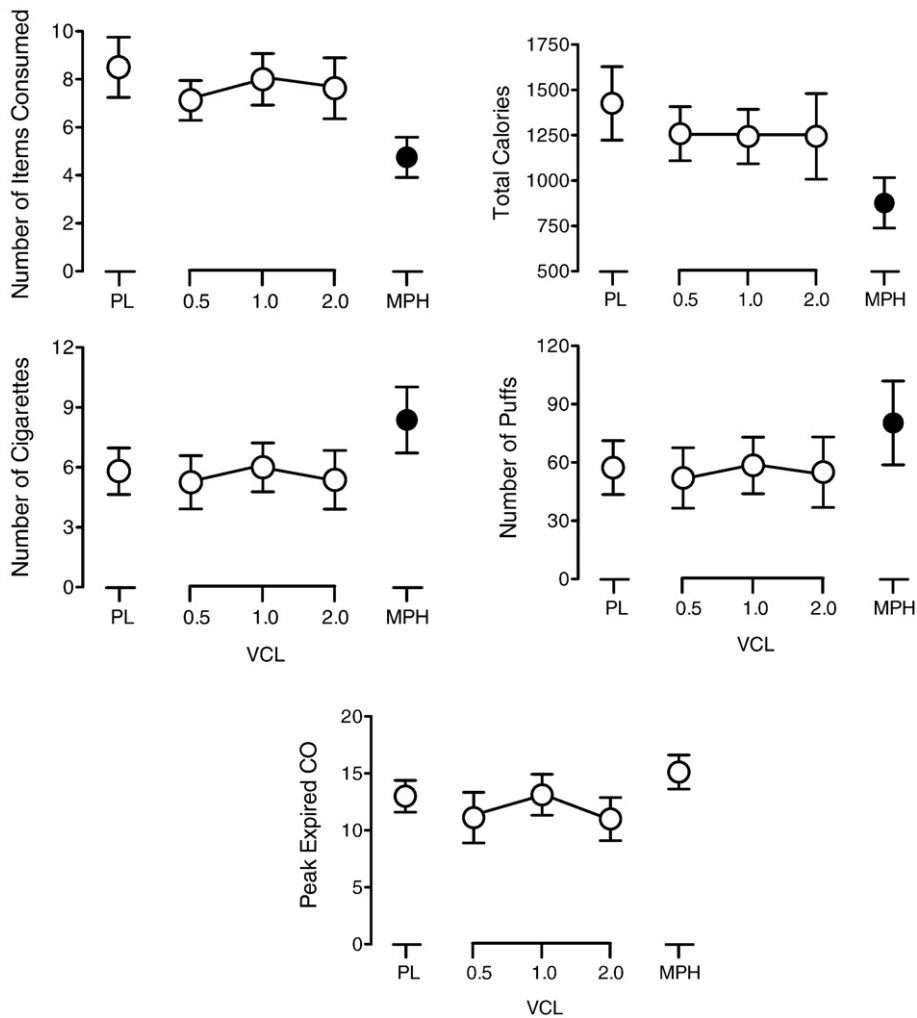 Number of Items Consumed
10
8
6
4
2
0
PL
0.5
1.0
2.0
MPH
Total Calories
1750
1500
1250
1000
750
500
PL
0.5
1.0
2.0
MPH
Number of Cigarettes
12
9
6
3
0
PL
0.5
1.0
2.0
MPH
VCL
Number of Puffs
120
90
60
30
0
PL
0.5
1.0
2.0
MPH
VCL
Peak Expired CO
20
15
10
5
0
PL
0.5
1.0
2.0
MPH
VCL